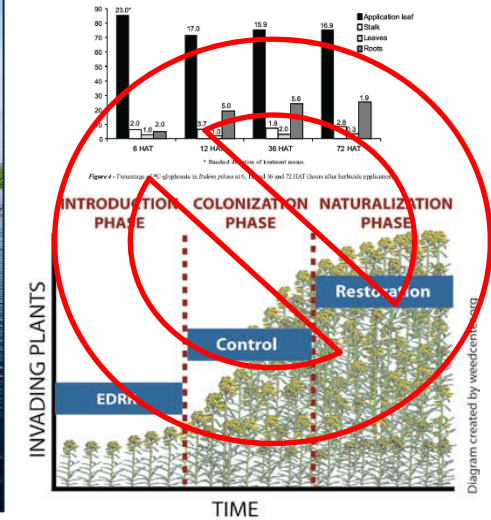 90
80
70
60
50
40
30
20
10
0
23.0*
2.0
1.0
2.0
17.0
3.7
1.0
5.0
15.9
1.8
2.0
5.6
16.9
2.8
0.3
1.9
Application leaf
Stalk
Leaves
Roots
6 HAT
12 HAT
36 HAT
72 HAT
* Standard deviation of treatment means.
Figure 4 - Percentage of ¹⁴C-glyphosate in Bidens pilosa at 6, 12 and 36 and 72 HAT (hours after herbicide application
INTRODUCTION PHASE
COLONIZATION PHASE
NATURALIZATION PHASE
INVADING PLANTS
EDRR
Control
Restoration
TIME
Diagram created by weedcenter.org